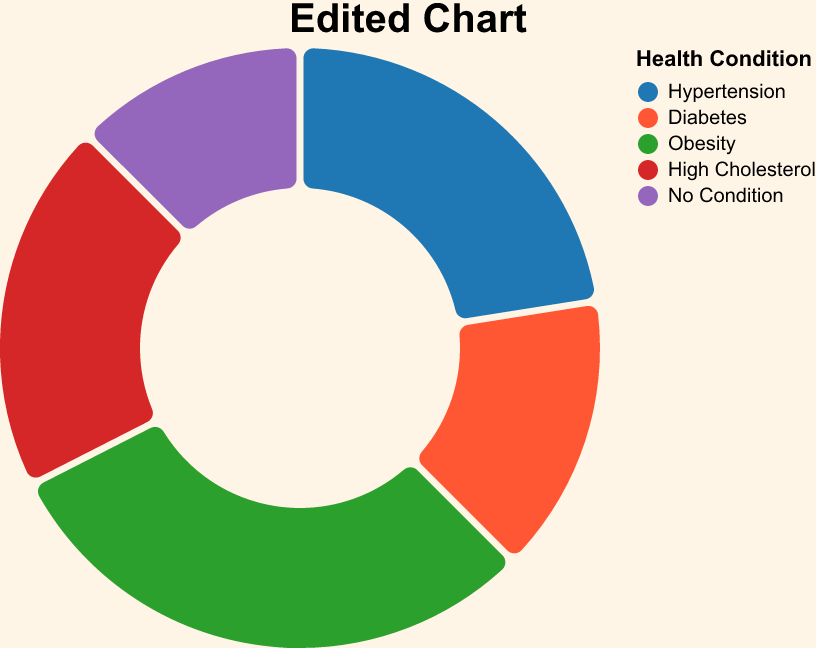 Edited Chart
Health Condition
Hypertension
Diabetes
Obesity
High Cholesterol
No Condition